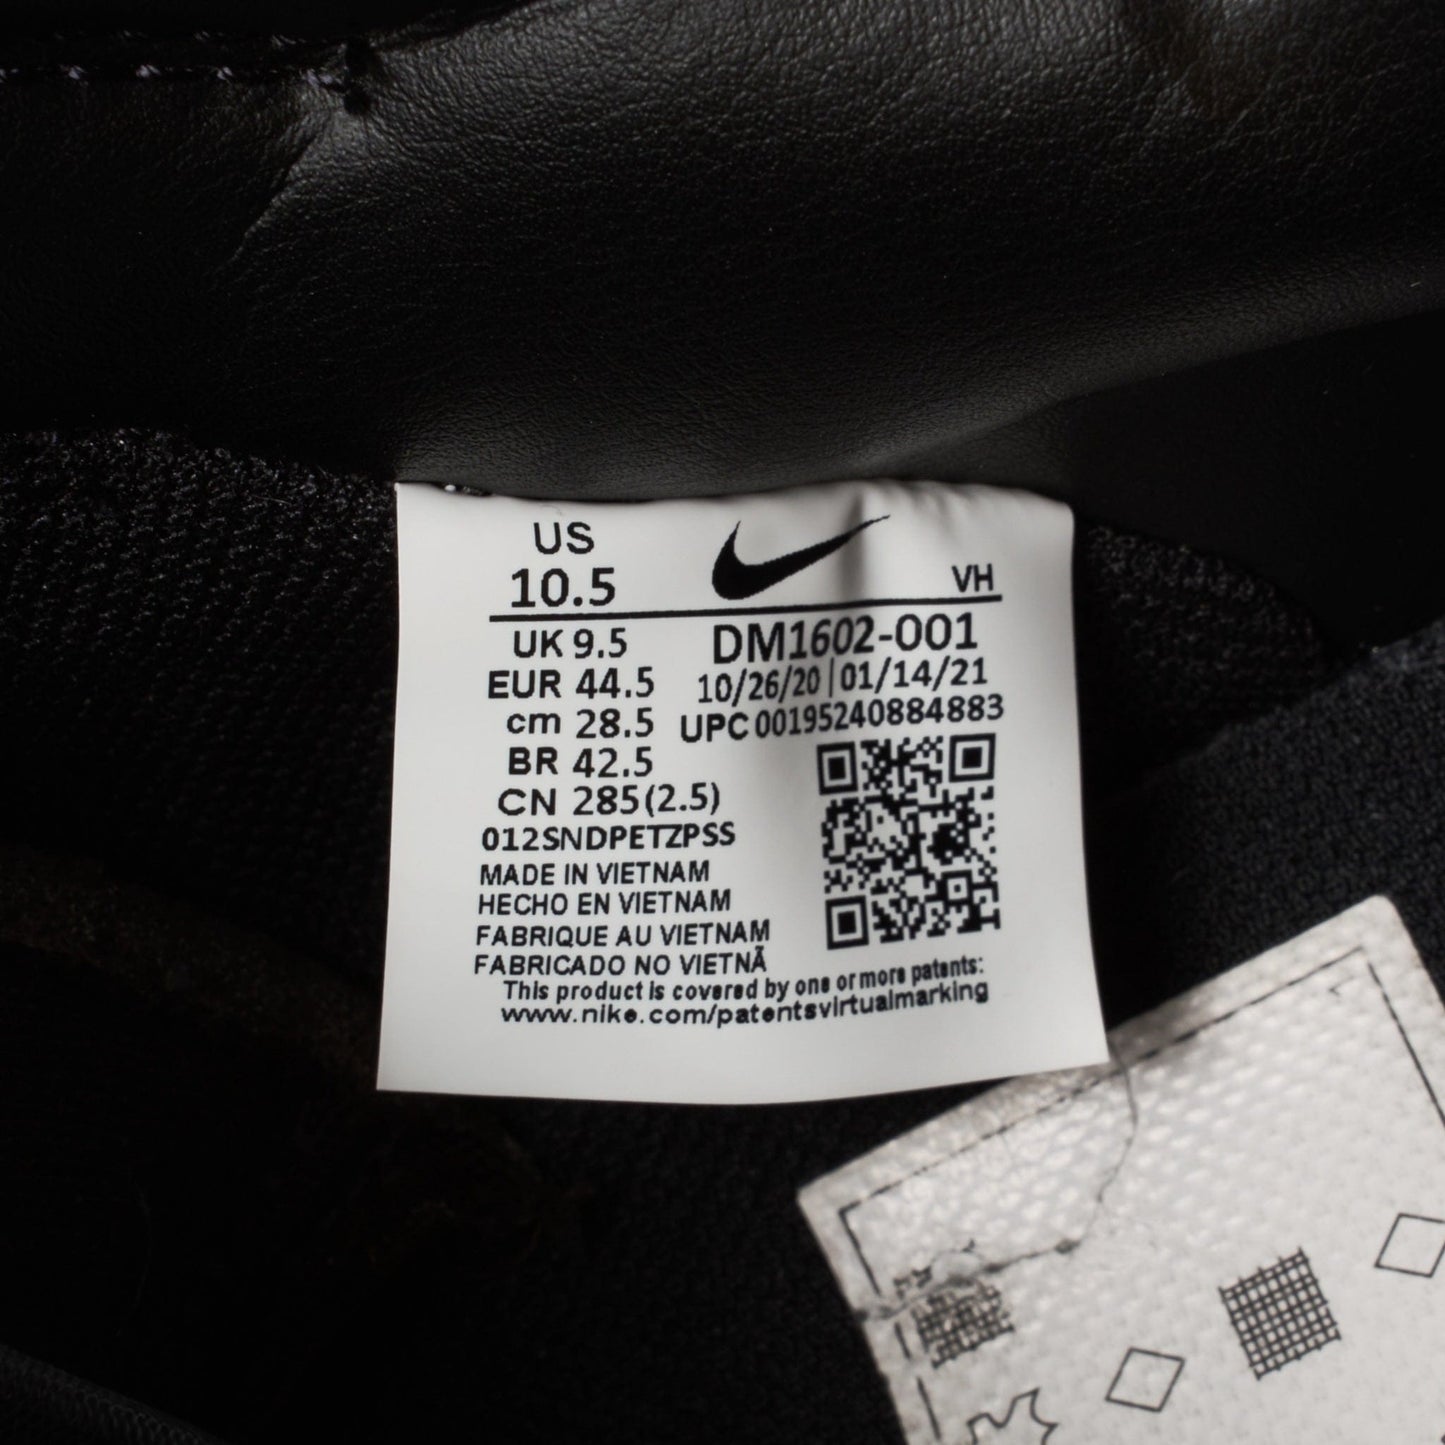 US
10.5
VH
UK 9.5
EUR 44.5
cm 28.5
BR 42.5
CN 285(2.5)
DM1602-001
10/26/20 | 01/14/21
UPC 00195240884883
012SNDPETZPSS
MADE IN VIETNAM
HECHO EN VIETNAM
FABRIQUE AU VIETNAM
FABRICADO NO VIETNÃ
This product is covered by one or more patents:
www.nike.com/patentsvirtualmarking